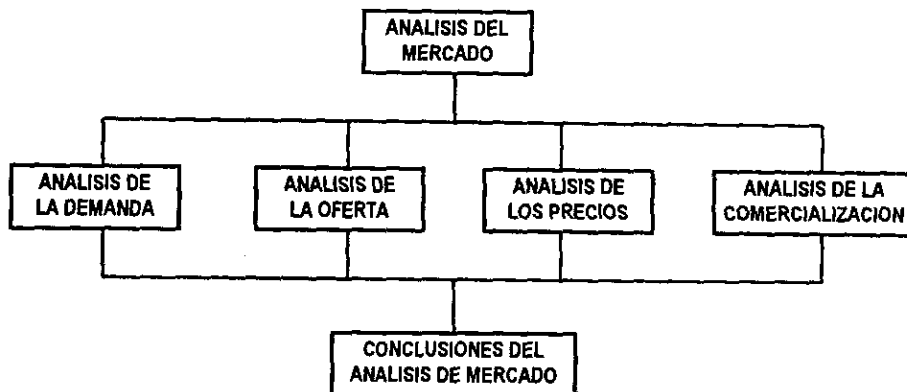 ANALISIS DEL
MERCADO
ANALISIS DE
LA DEMANDA
ANALISIS DE
LA OFERTA
ANALISIS DE
LOS PRECIOS
ANALISIS DE LA
COMERCIALIZACION
CONCLUSIONES DEL
ANALISIS DE MERCADO